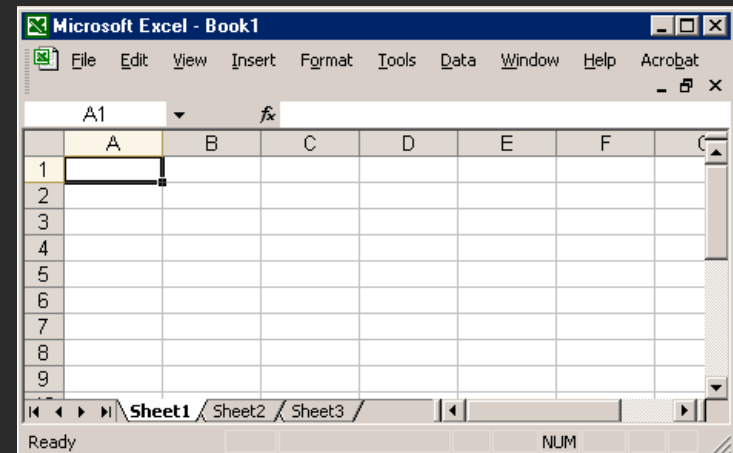 Microsoft Excel - Book1
File Edit View Insert Format Tools Data Window Help Acrobat
A1 fx
A B C D E F
1
2
3
4
5
6
7
8
9
Sheet1 Sheet2 Sheet3
Ready NUM